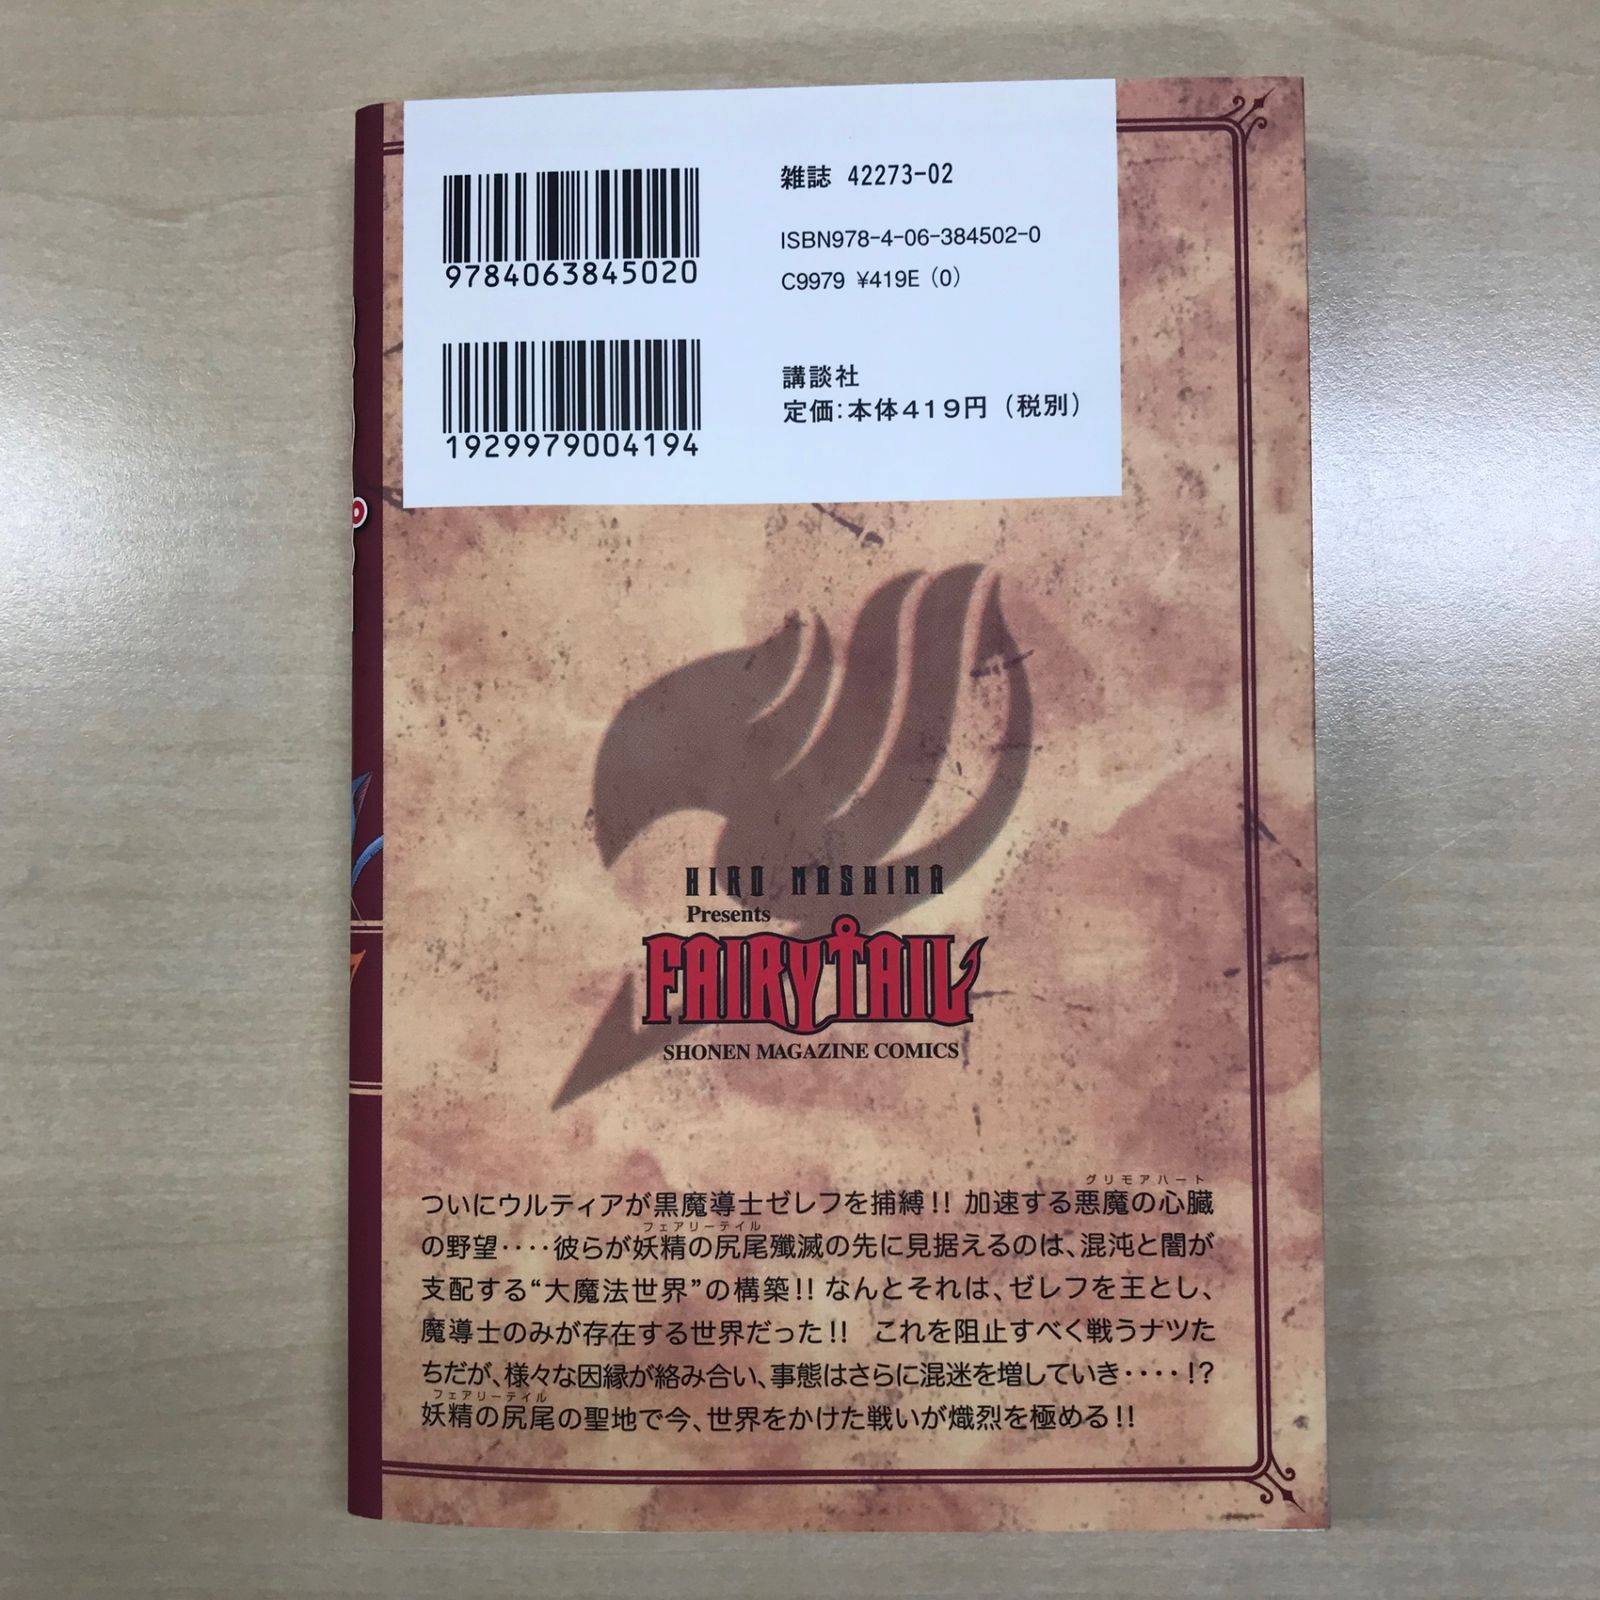 雑誌 42273-02
ISBN978-4-06-384502-0
C9979 ¥419E (0)
9784063845020
講談社
定価:本体419円(税別)
1929979004194
HIRO MASHIMA
Presents
FAIRY TAIL
SHONEN MAGAZINE COMICS
グリモアハート
ついにウルティアが黒魔導士ゼレフを捕縛!! 加速する悪魔の心臓
フェアリーテイル
の野望‥‥彼らが妖精の尻尾殲滅の先に見据えるのは、混沌と闇が
支配する“大魔法世界”の構築!! なんとそれは、ゼレフを王とし、
魔導士のみが存在する世界だった!! これを阻止すべく戦うナツた
ちだが、様々な因縁が絡み合い、事態はさらに混迷を増していき‥‥!?
フェアリーテイル
妖精の尻尾の聖地で今、世界をかけた戦いが熾烈を極める!!